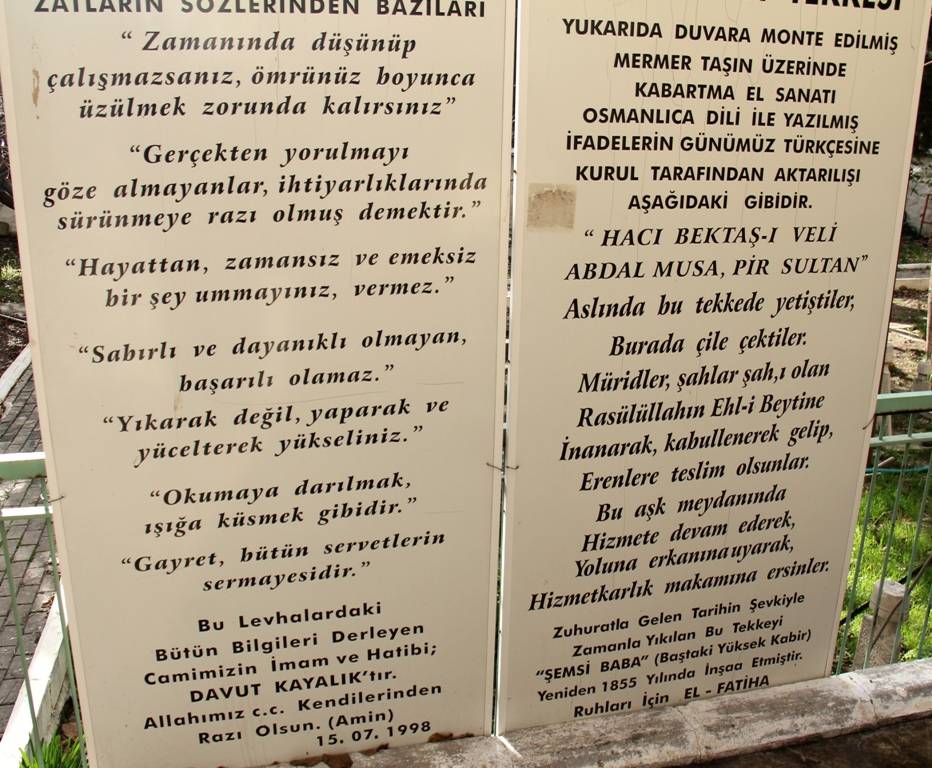 ZATLARIN SÖZLERİNDEN BAZILARI
“ Zamanında düşünüp
çalışmazsanız, ömrünüz boyunca
üzülmek zorunda kalırsınız”
“Gerçekten yorulmayı
göze almayanlar, ihtiyarlıklarında
sürünmeye razı olmuş demektir.”
“Hayattan, zamansız ve emeksiz
bir şey ummayınız, vermez.”
“Sabırlı ve dayanıklı olmayan,
başarılı olamaz.”
“Yıkarak değil, yaparak ve
yücelterek yükseliniz.”
“Okumaya darılmak,
ışığa küsmek gibidir.”
“Gayret, bütün servetlerin
sermayesidir.”
Bu Levhalardaki
Bütün Bilgileri Derleyen
Camimizin İmam ve Hatibi;
DAVUT KAYALIK’tır.
Allahımız c.c. Kendilerinden
Razı Olsun. (Amin)
15. 07. 1998
TEKKESİ
YUKARIDA DUVARA MONTE EDİLMİŞ
MERMER TAŞIN ÜZERİNDE
KABARTMA EL SANATI
OSMANLICA DİLİ İLE YAZILMIŞ
İFADELERİN GÜNÜMÜZ TÜRKÇESİNE
KURUL TARAFINDAN AKTARILIŞI
AŞAĞIDAKİ GİBİDİR.
“ HACI BEKTAŞ-I VELİ
ABDAL MUSA, PİR SULTAN”
Aslında bu tekkede yetiştiler,
Burada çile çektiler.
Müridler, şahlar şah,ı olan
Rasülüllahın Ehl-i Beytine
İnanarak, kabullenerek gelip,
Erenlere teslim olsunlar.
Bu aşk meydanında
Hizmete devam ederek,
Yoluna erkanına uyarak,
Hizmetkarlık makamına ersinler.
Zuhuratla Gelen Tarihin Şevkiyle
Zamanla Yıkılan Bu Tekkeyi
“ŞEMSİ BABA” (Baştaki Yüksek Kabir)
Yeniden 1855 Yılında İnşaa Etmiştir.
Ruhları İçin EL - FATİHA